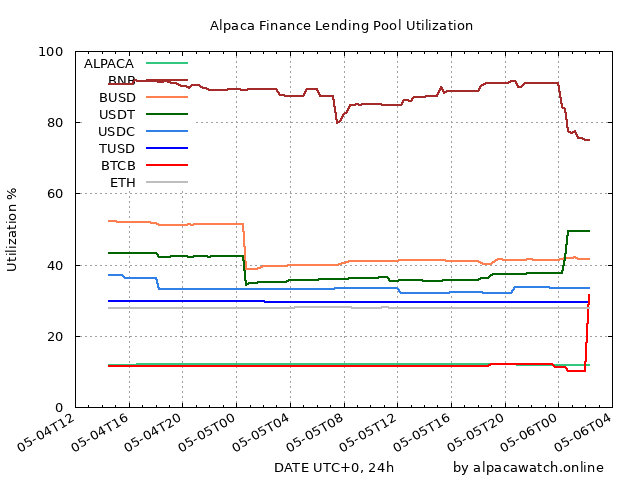 Alpaca Finance Lending Pool Utilization
100
80
60
40
20
0
Utilization %
ALPACA
BNB
BUSD
USDT
USDC
TUSD
BTCB
ETH
05-04T12
05-04T16
05-04T20
05-05T00
05-05T04
05-05T08
05-05T12
05-05T16
05-05T20
05-06T00
05-06T04
DATE UTC+0, 24h
by alpacawatch.online